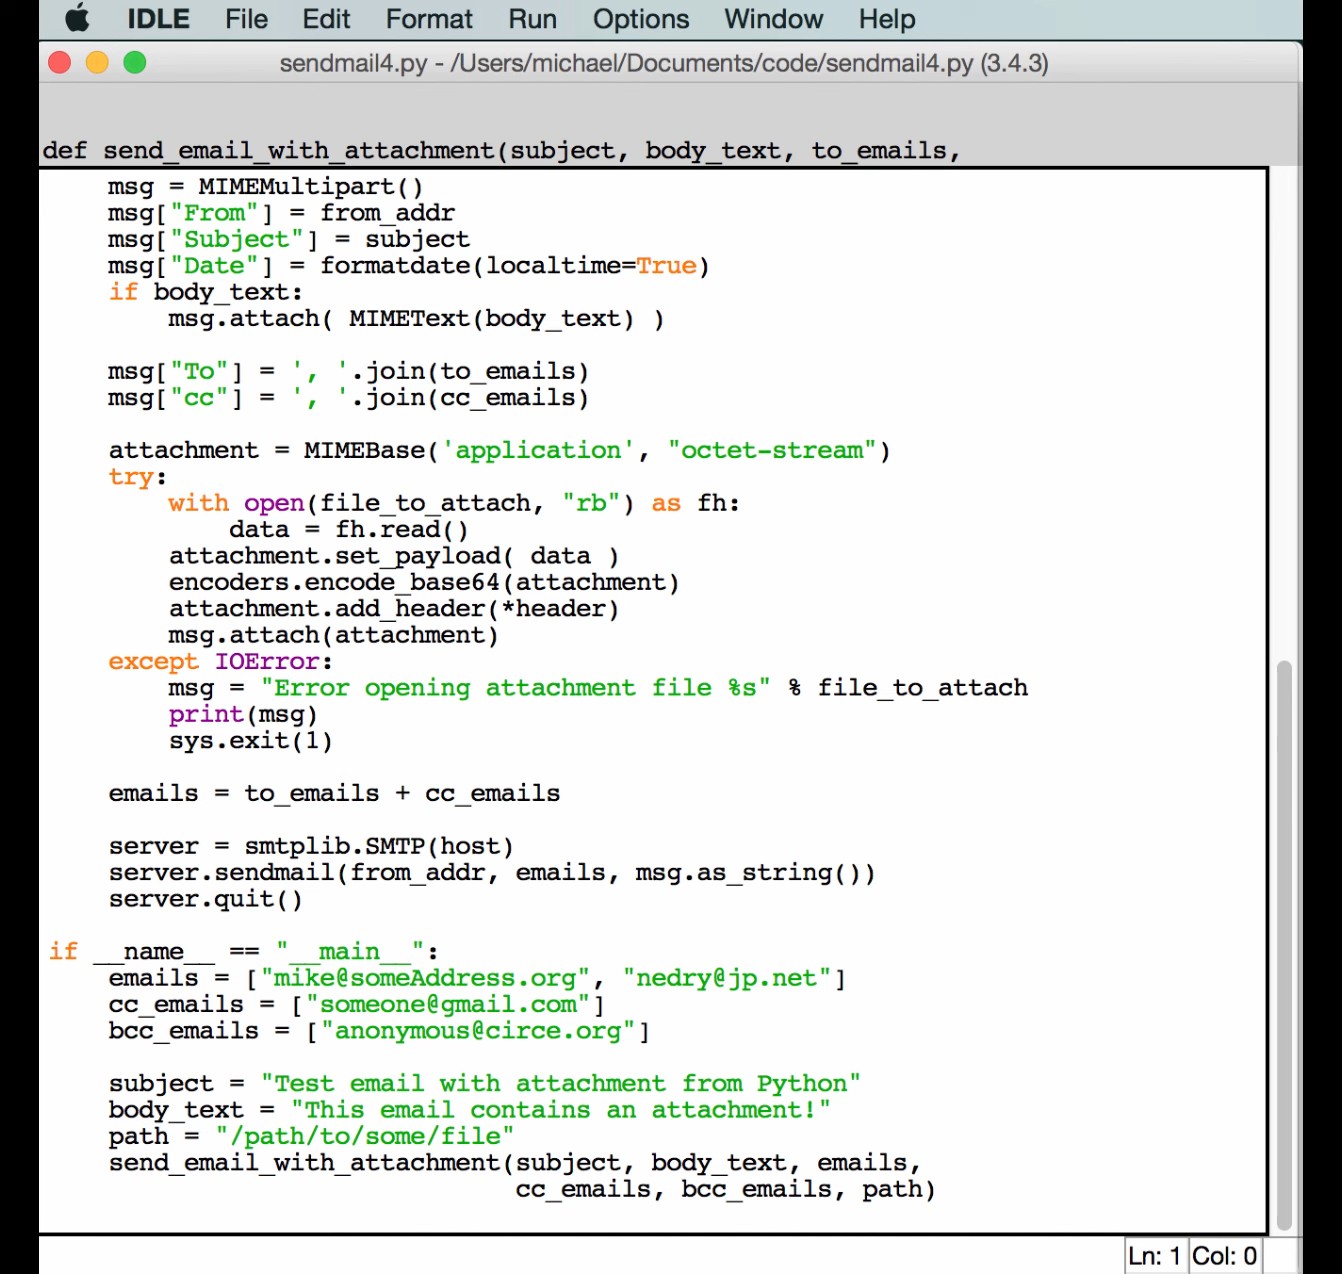 IDLE File Edit Format Run Options Window Help
sendmail4.py - /Users/michael/Documents/code/sendmail4.py (3.4.3)
def send_email_with_attachment(subject, body_text, to_emails,
    msg = MIMEMultipart()
    msg["From"] = from_addr
    msg["Subject"] = subject
    msg["Date"] = formatdate(localtime=True)
    if body_text:
        msg.attach( MIMEText(body_text) )
    msg["To"] = ', '.join(to_emails)
    msg["cc"] = ', '.join(cc_emails)
    attachment = MIMEBase('application', "octet-stream")
    try:
        with open(file_to_attach, "rb") as fh:
            data = fh.read()
        attachment.set_payload( data )
        encoders.encode_base64(attachment)
        attachment.add_header(*header)
        msg.attach(attachment)
    except IOError:
        msg = "Error opening attachment file %s" % file_to_attach
        print(msg)
        sys.exit(1)
    emails = to_emails + cc_emails
    server = smtplib.SMTP(host)
    server.sendmail(from_addr, emails, msg.as_string())
    server.quit()
if __name__ == "__main__":
    emails = ["mike@someAddress.org", "nedry@jp.net"]
    cc_emails = ["someone@gmail.com"]
    bcc_emails = ["anonymous@circe.org"]
    subject = "Test email with attachment from Python"
    body_text = "This email contains an attachment!"
    path = "/path/to/some/file"
    send_email_with_attachment(subject, body_text, emails,
                               cc_emails, bcc_emails, path)
Ln: 1 Col: 0